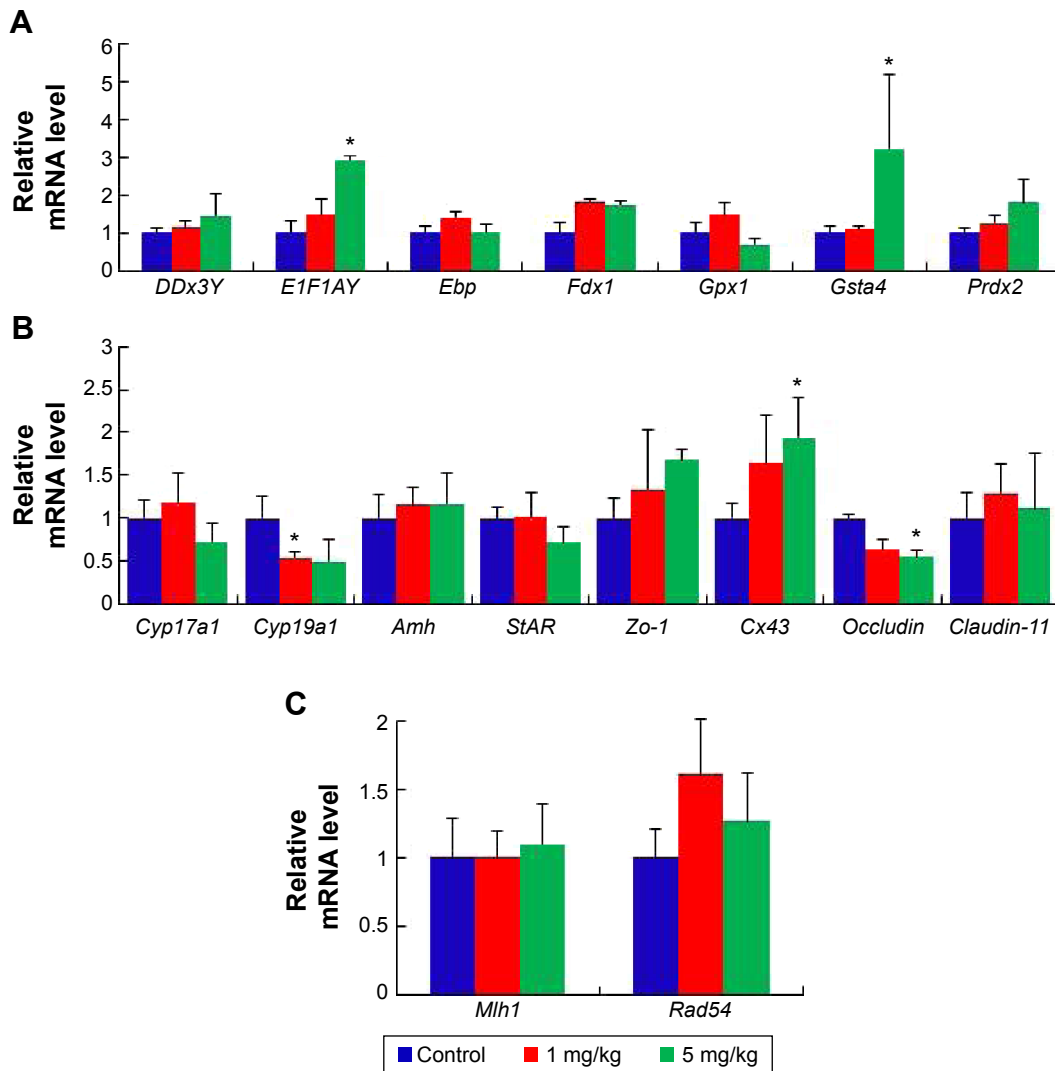 A
Relative
mRNA level
6
5
4
3
2
1
0
*
*
DDx3Y E1F1AY Ebp Fdx1 Gpx1 Gsta4 Prdx2
B
Relative
mRNA level
3
2.5
2
1.5
1
0.5
0
*
*
*
Cyp17a1 Cyp19a1 Amh StAR Zo-1 Cx43 Occludin Claudin-11
C
Relative
mRNA level
2
1.5
1
0.5
0
Mlh1 Rad54
Control 1 mg/kg 5 mg/kg